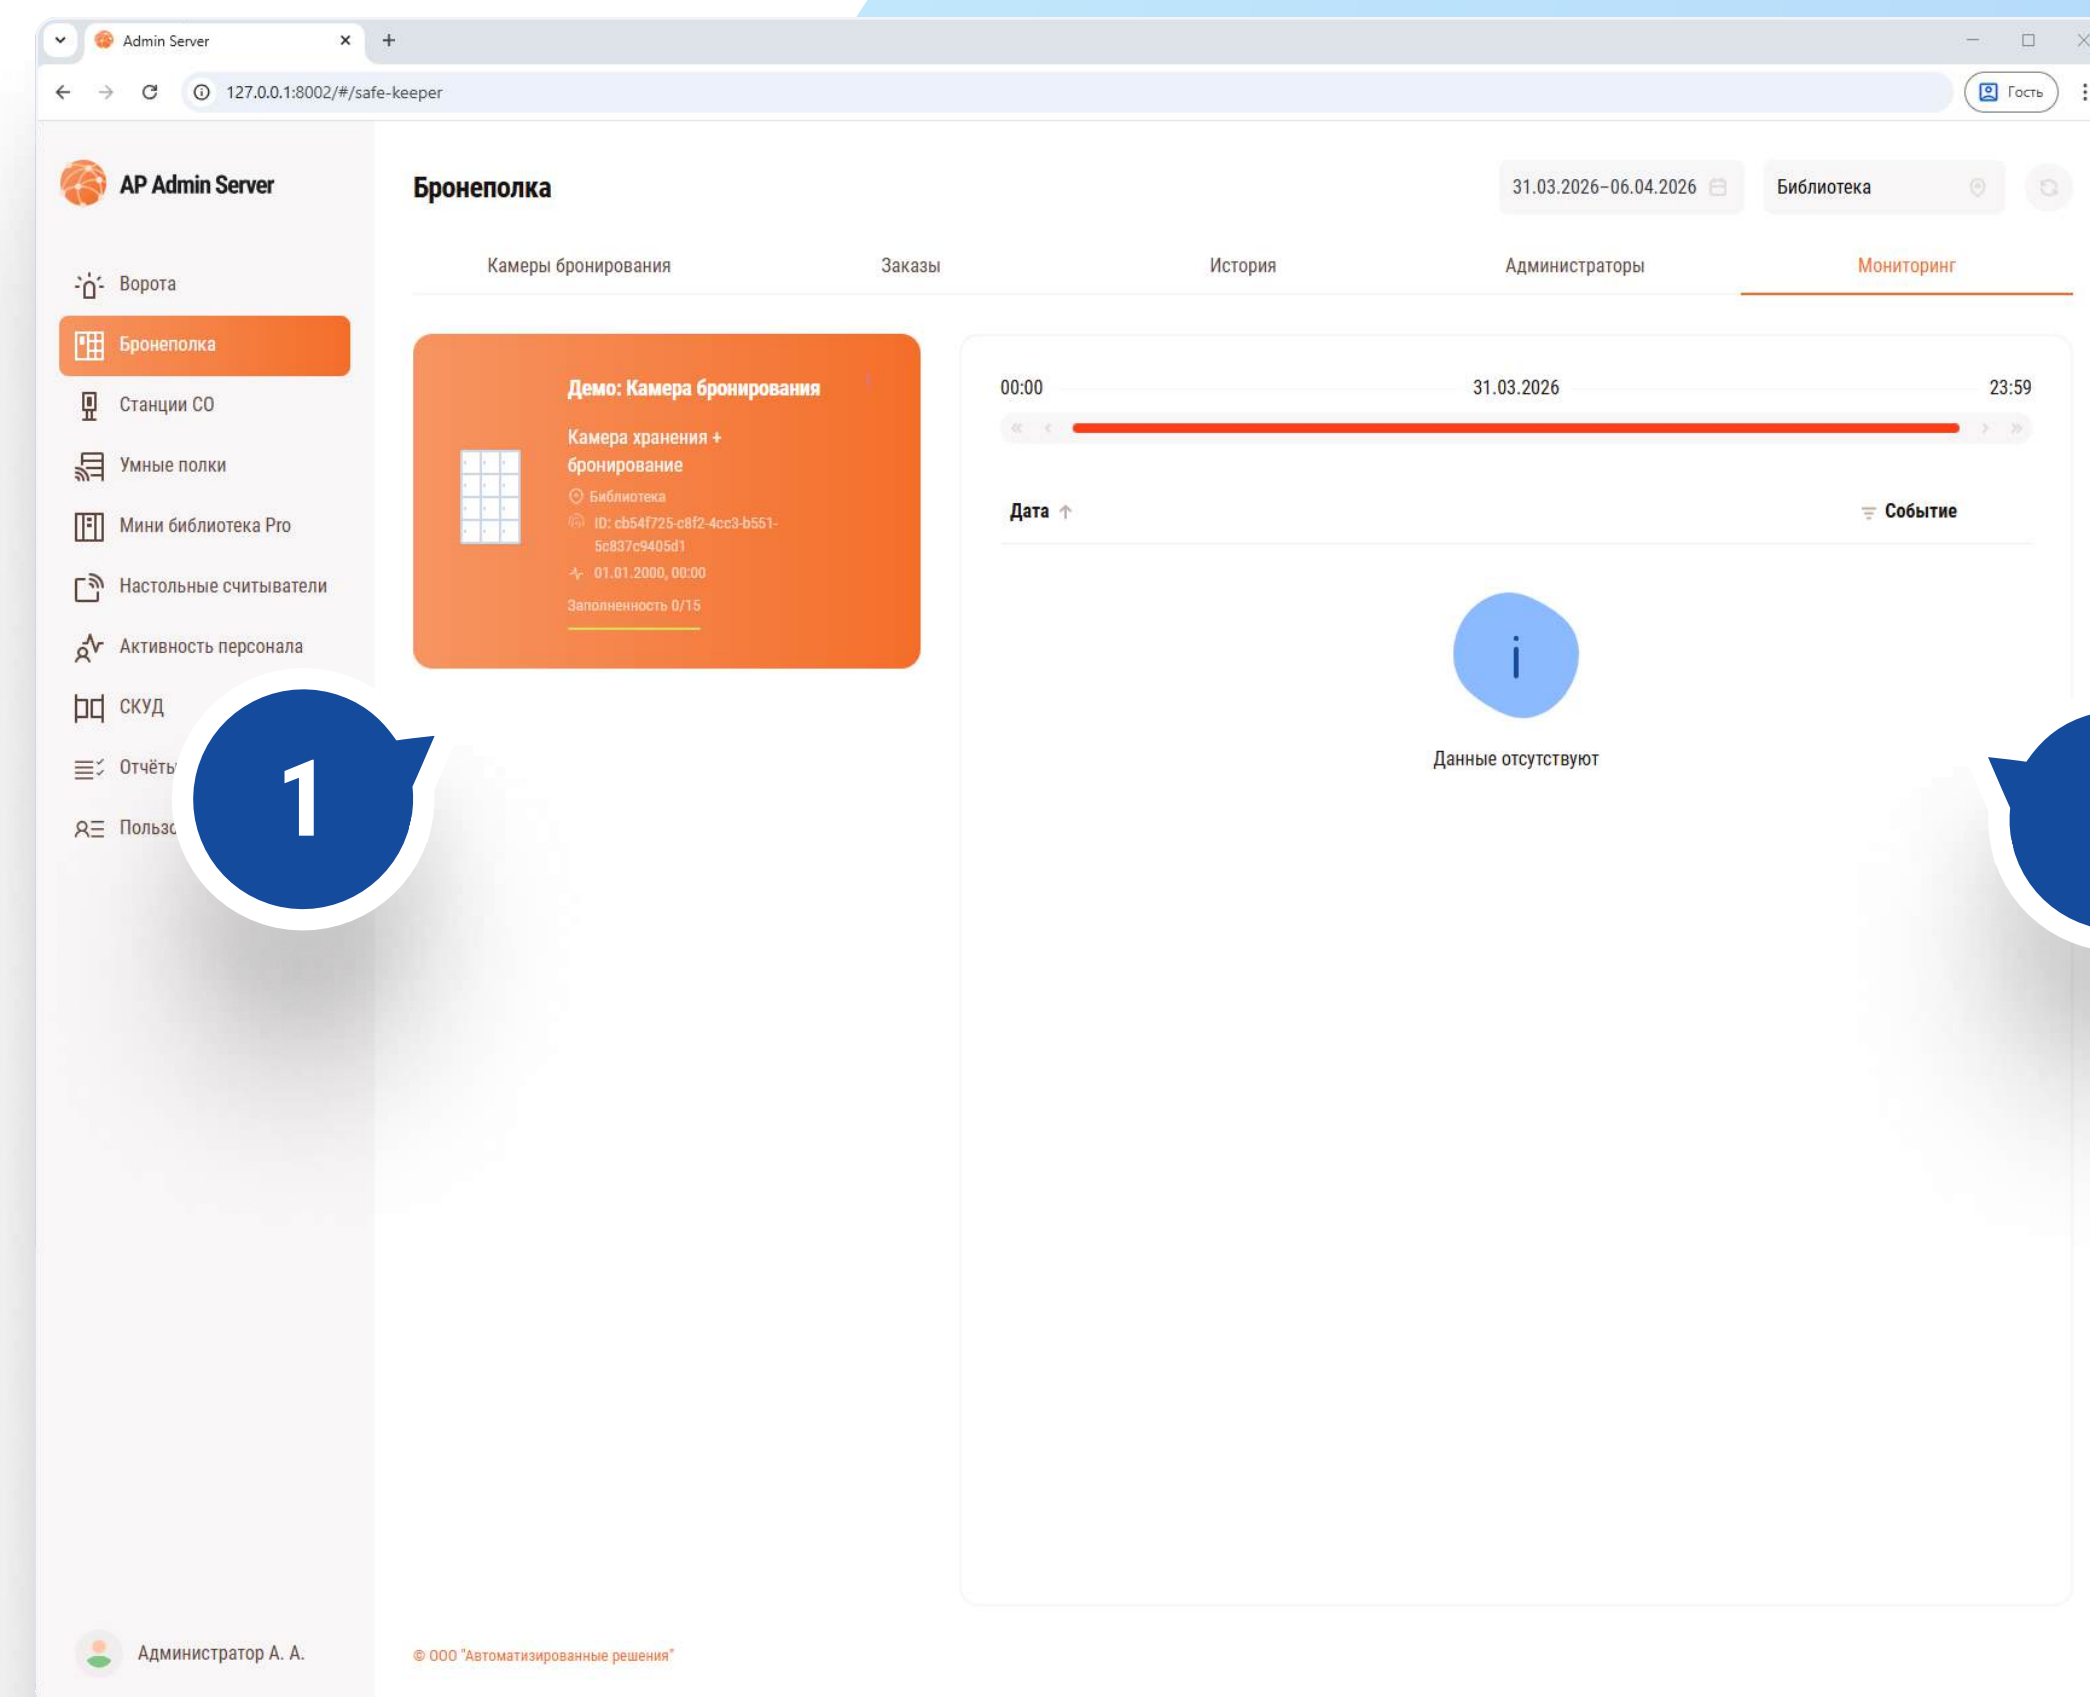 Admin Server
127.0.0.1:8002/#/safe-keeper
Гость
AP Admin Server
Бронеполка
31.03.2026–06.04.2026
Библиотека
Камеры бронирования
Заказы
История
Администраторы
Мониторинг
Ворота
Бронеполка
Станции СО
Умные полки
Мини библиотека Pro
Настольные считыватели
Активность персонала
СКУД
Отчёты
1
Демо: Камера бронирования
Камера хранения +
бронирование
Библиотека
ID: cb54f725-c8f2-4cc3-b551-
5c837c9405d1
01.01.2000, 00:00
Заполненность 0/15
00:00
31.03.2026
23:59
Дата
Событие
i
Данные отсутствуют
Администратор А. А.
© ООО "Автоматизированные решения"